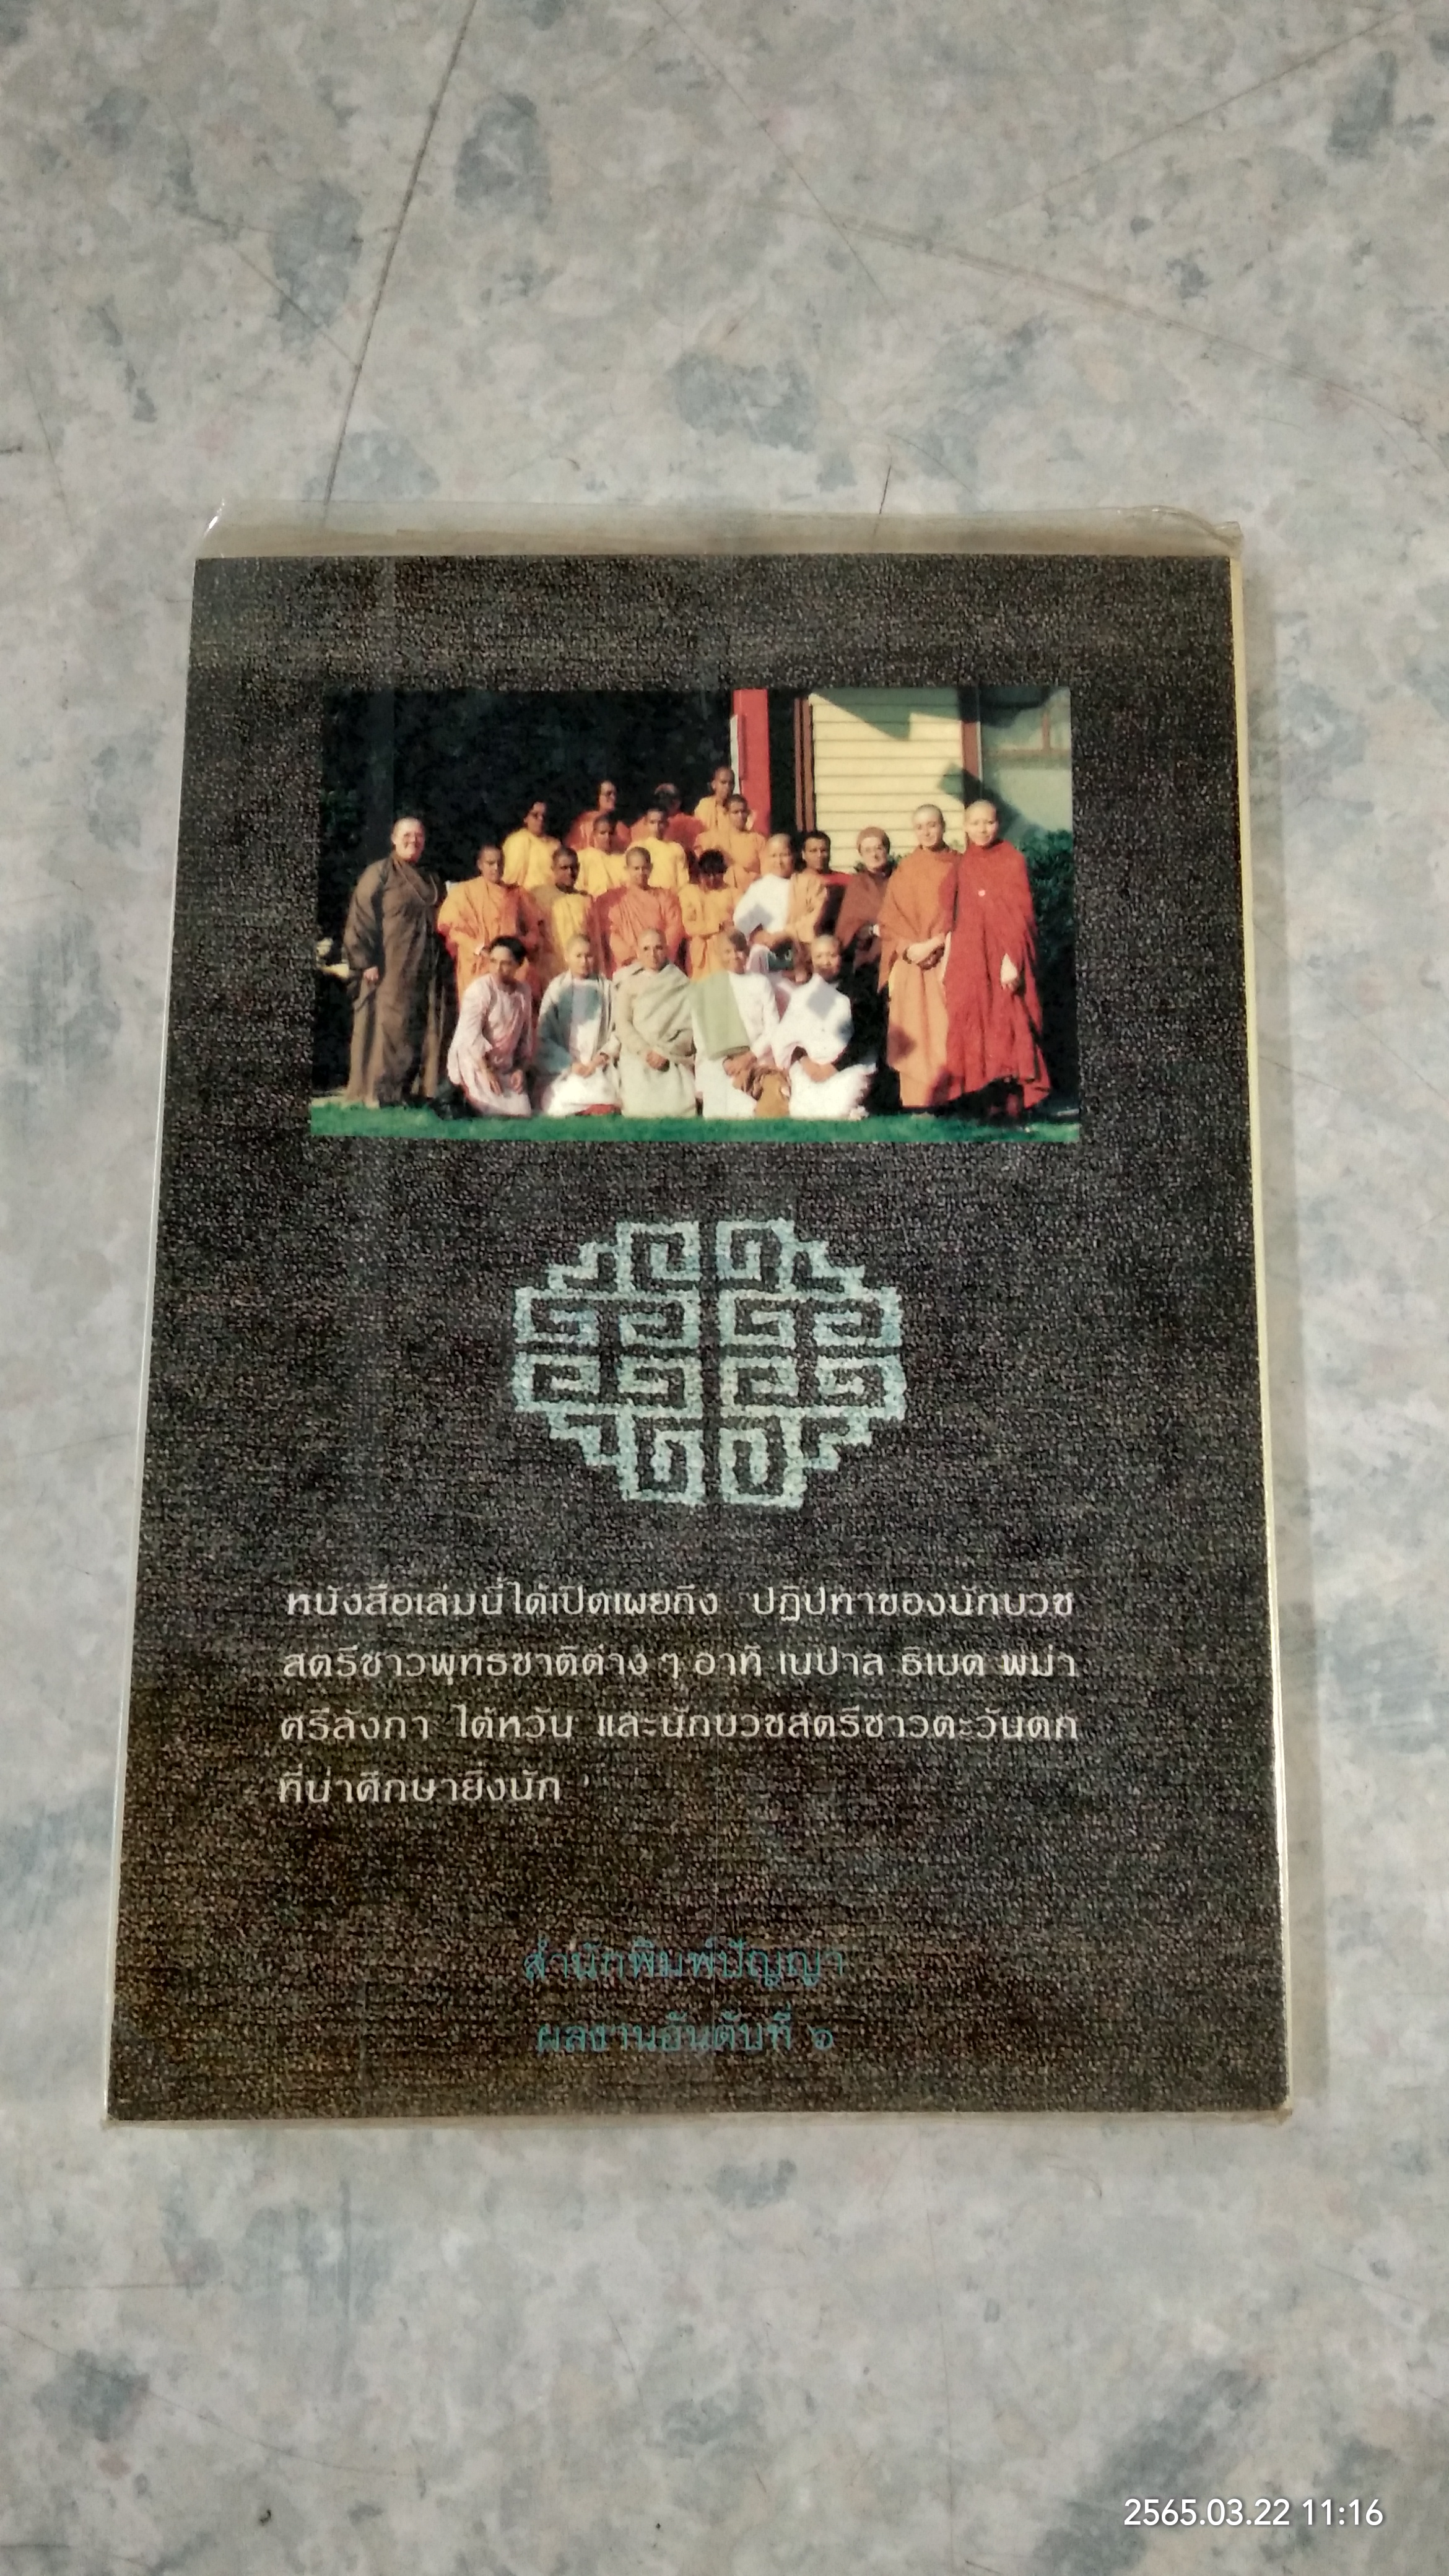 หนังสือเล่มนี้ได้เปิดเผยถึง ปฏิปทาของนักบวช
สตรีชาวพุทธชาติต่าง ๆ อาทิ เนปาล ธิเบต พม่า
ศรีลังกา ไต้หวัน และนักบวชสตรีชาวตะวันตก
ที่น่าศึกษายิ่งนัก
สำนักพิมพ์ปัญญา
ผลงานอันดับที่ ๖
2565.03.22 11:16